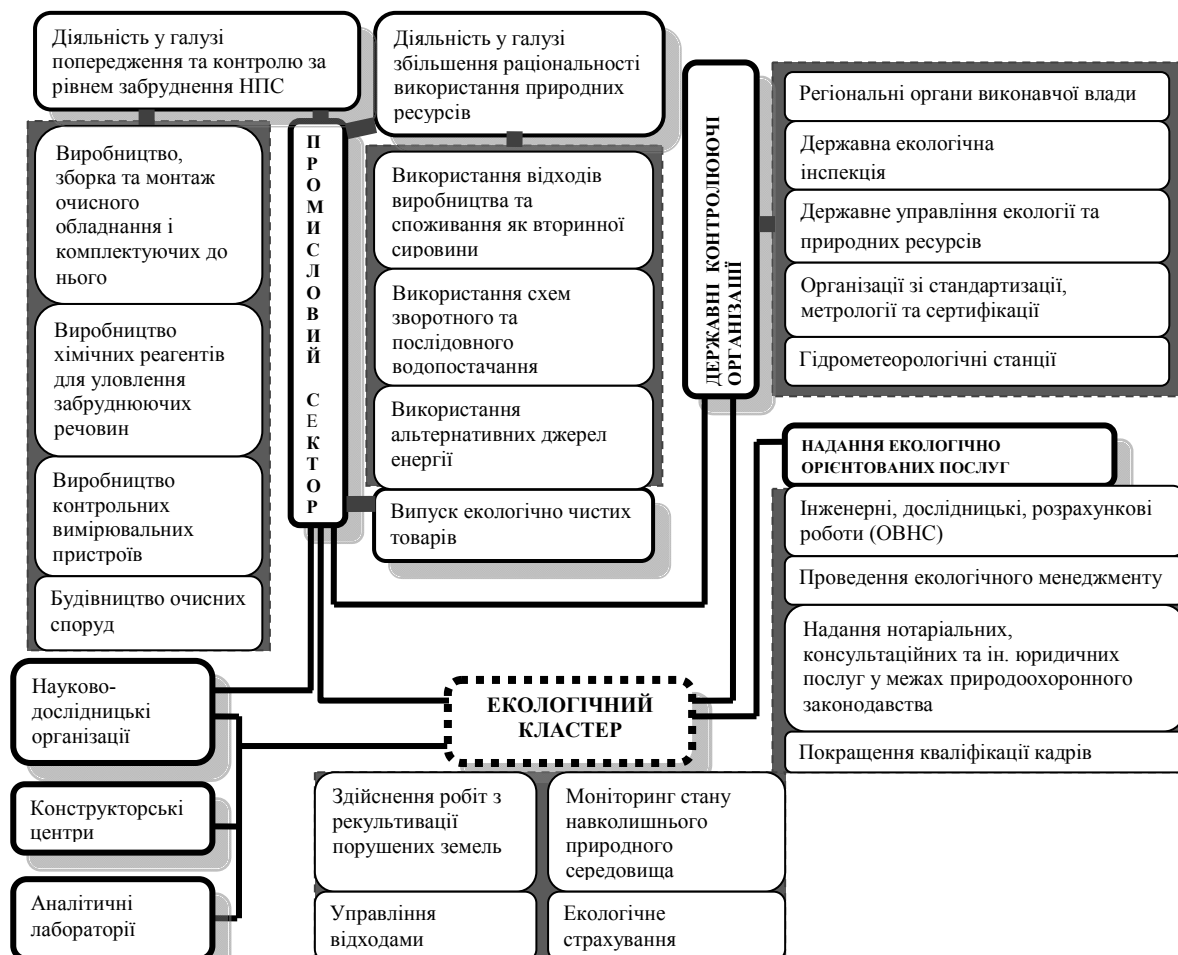 Діяльність у галузі
попередження та контролю за
рівнем забруднення НПС
Діяльність у галузі
збільшення раціональності
використання природних
ресурсів
ПРОМИСЛОВИЙ СЕКТОР
Виробництво,
зборка та монтаж
очисного
обладнання і
комплектуючих до
нього
Виробництво
хімічних реагентів
для уловлення
забруднюючих
речовин
Виробництво
контрольних
вимірювальних
пристроїв
Будівництво очисних
споруд
Використання відходів
виробництва та
споживання як вторинної
сировини
Використання схем
зворотного та
послідовного
водопостачання
Використання
альтернативних джерел
енергії
Випуск екологічно чистих
товарів
ДЕРЖАВНІ КОНТРОЛЮЮЧІ
ОРГАНІЗАЦІЇ
Регіональні органи виконавчої влади
Державна екологічна
інспекція
Державне управління екології та
природних ресурсів
Організації зі стандартизації,
метрології та сертифікації
Гідрометеорологічні станції
НАДАННЯ ЕКОЛОГІЧНО
ОРІЄНТОВАНИХ ПОСЛУГ
Інженерні, дослідницькі, розрахункові
роботи (ОВНС)
Проведення екологічного менеджменту
Надання нотаріальних,
консультаційних та ін. юридичних
послуг у межах природоохоронного
законодавства
Покращення кваліфікації кадрів
Науково-
дослідницькі
організації
Конструкторські
центри
Аналітичні
лабораторії
ЕКОЛОГІЧНИЙ
КЛАСТЕР
Здійснення робіт з
рекультивації
порушених земель
Моніторинг стану
навколишнього
природного
середовища
Управління
відходами
Екологічне
страхування